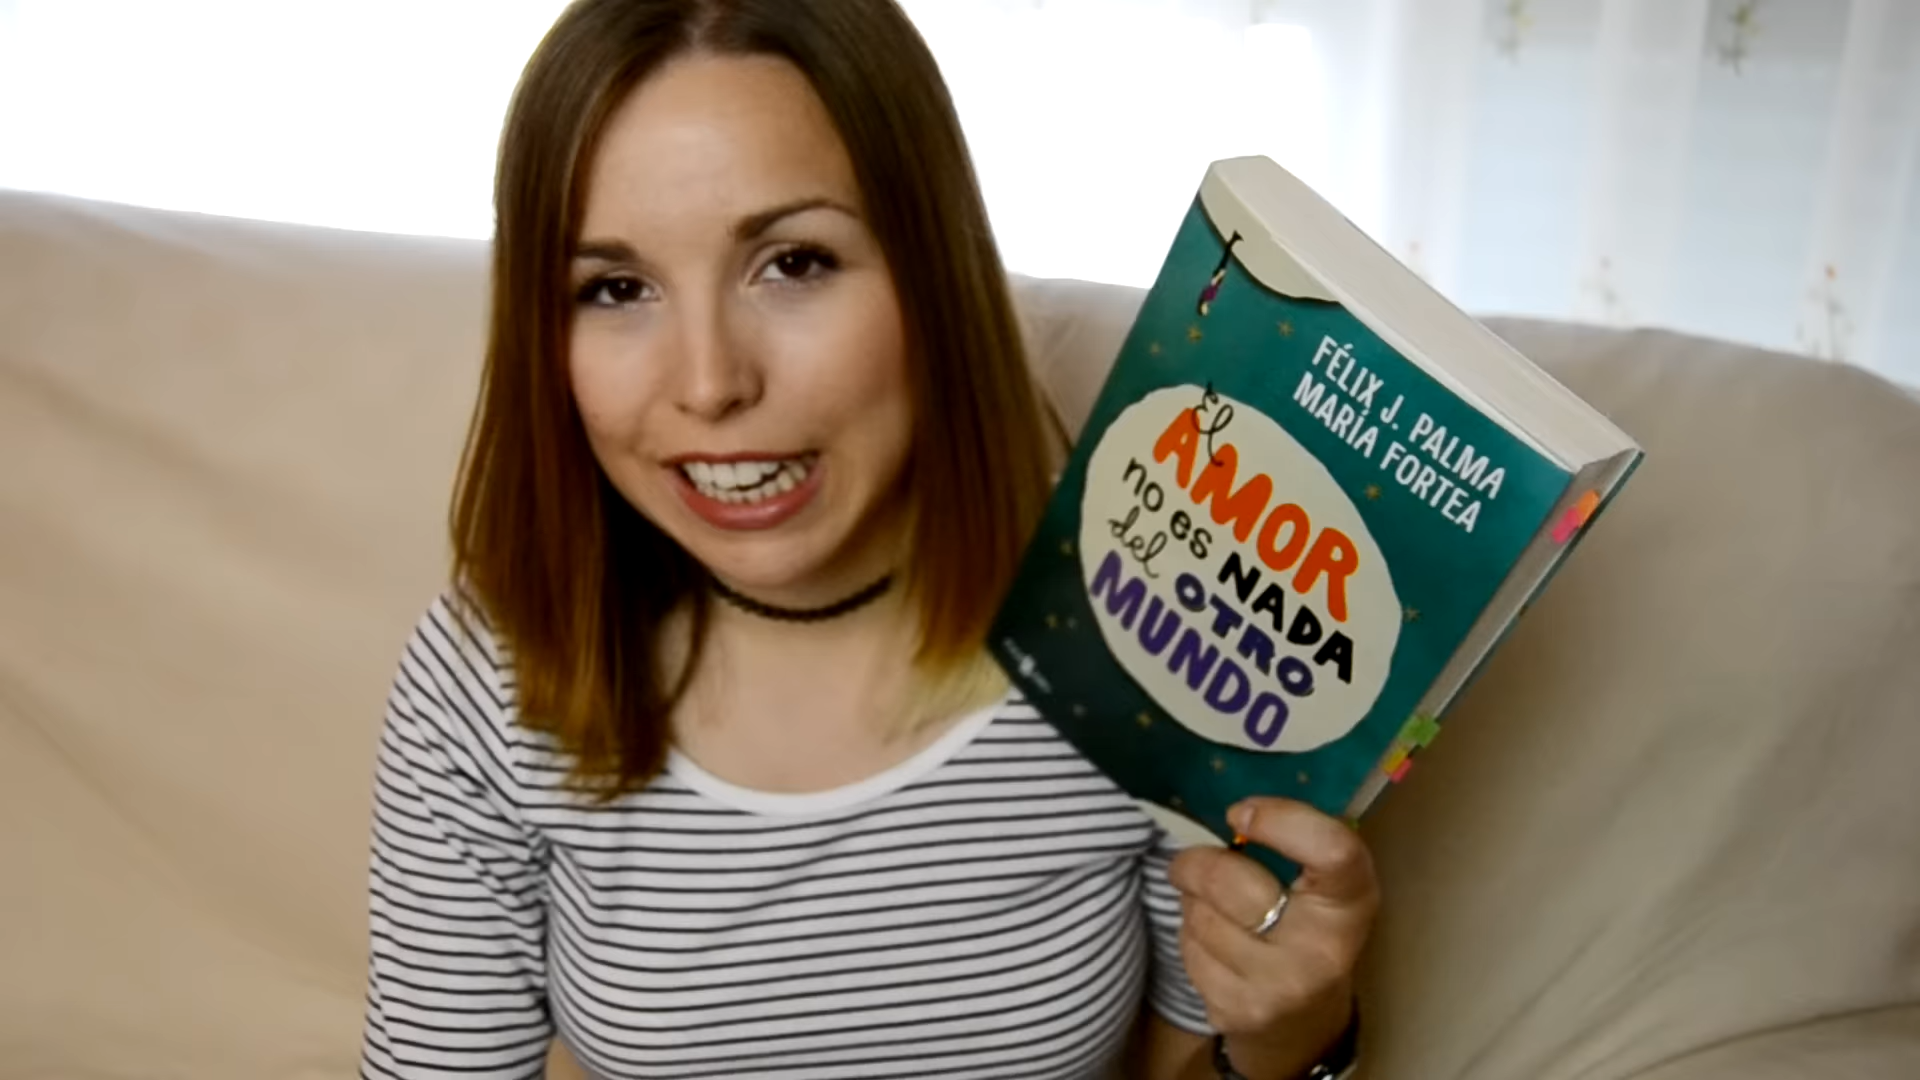 FÉLIX J. PALMA
MARÍA FORTEA
El
AMOR
no es NADA
del OTRO
MUNDO